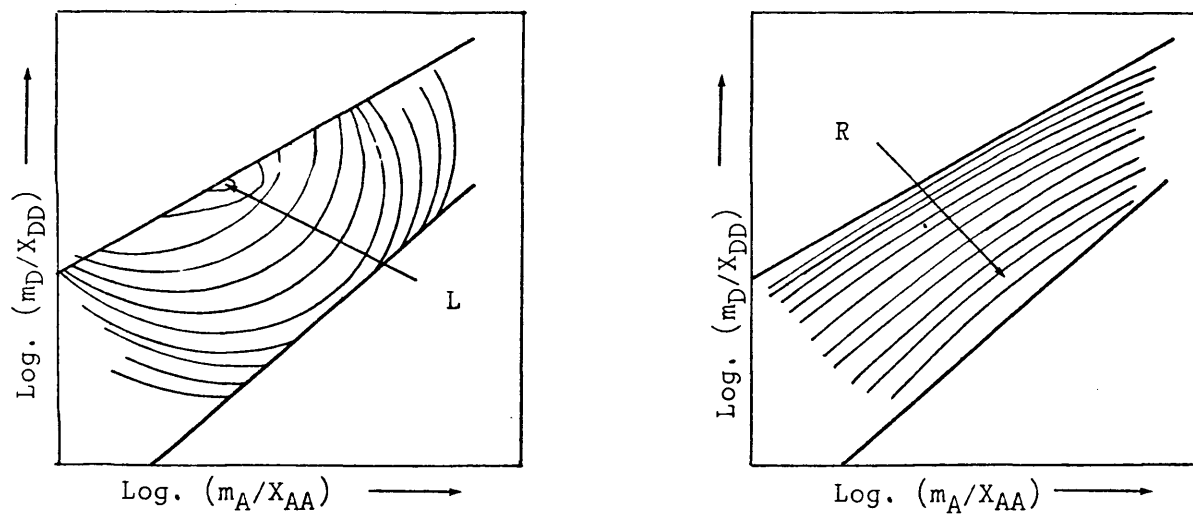 Log. (m_D/X_DD)
L
Log. (m_A/X_AA)
Log. (m_D/X_DD)
R
Log. (m_A/X_AA)